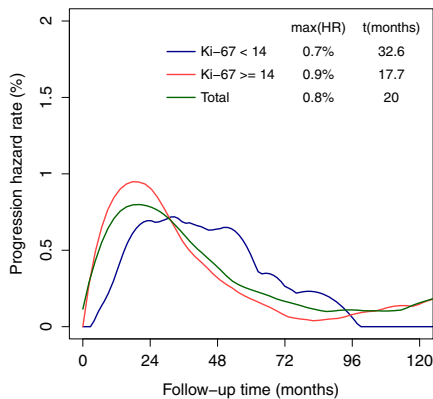 max(HR) t(months)
Ki−67 < 14 0.7% 32.6
Ki−67 >= 14 0.9% 17.7
Total 0.8% 20
Progression hazard rate (%)
2
1.5
1
0.5
0
0 24 48 72 96 120
Follow−up time (months)